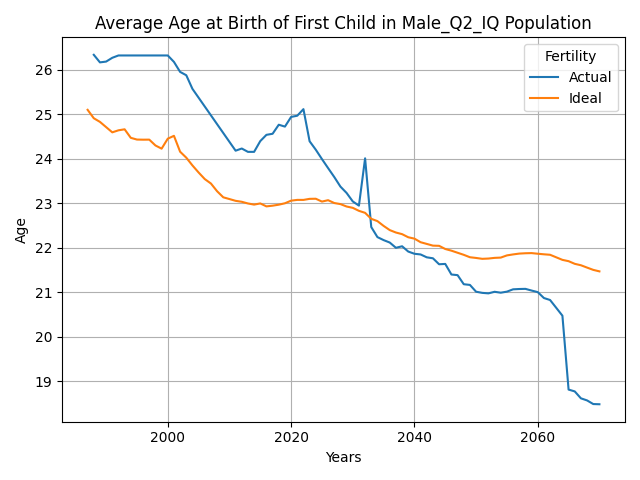 Average Age at Birth of First Child in Male_Q2_IQ Population
Fertility
Actual
Ideal
Age
26
25
24
23
22
21
20
19
2000 2020 2040 2060
Years